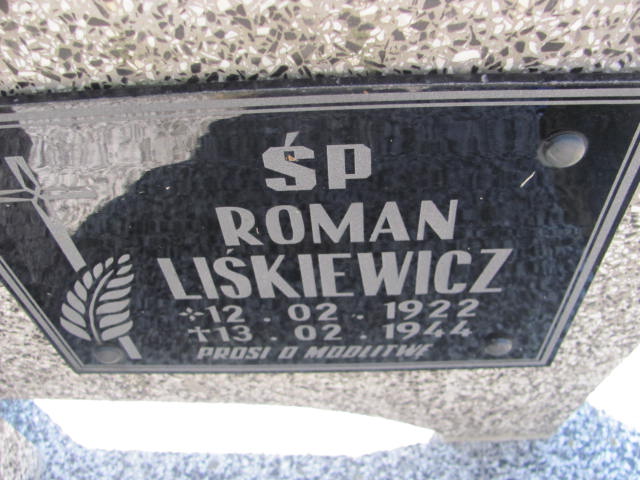 ŚP
ROMAN
LIŚKIEWICZ
* 12 . 02 . 1922
† 13 . 02 . 1944
PROSI O MODLITWĘ